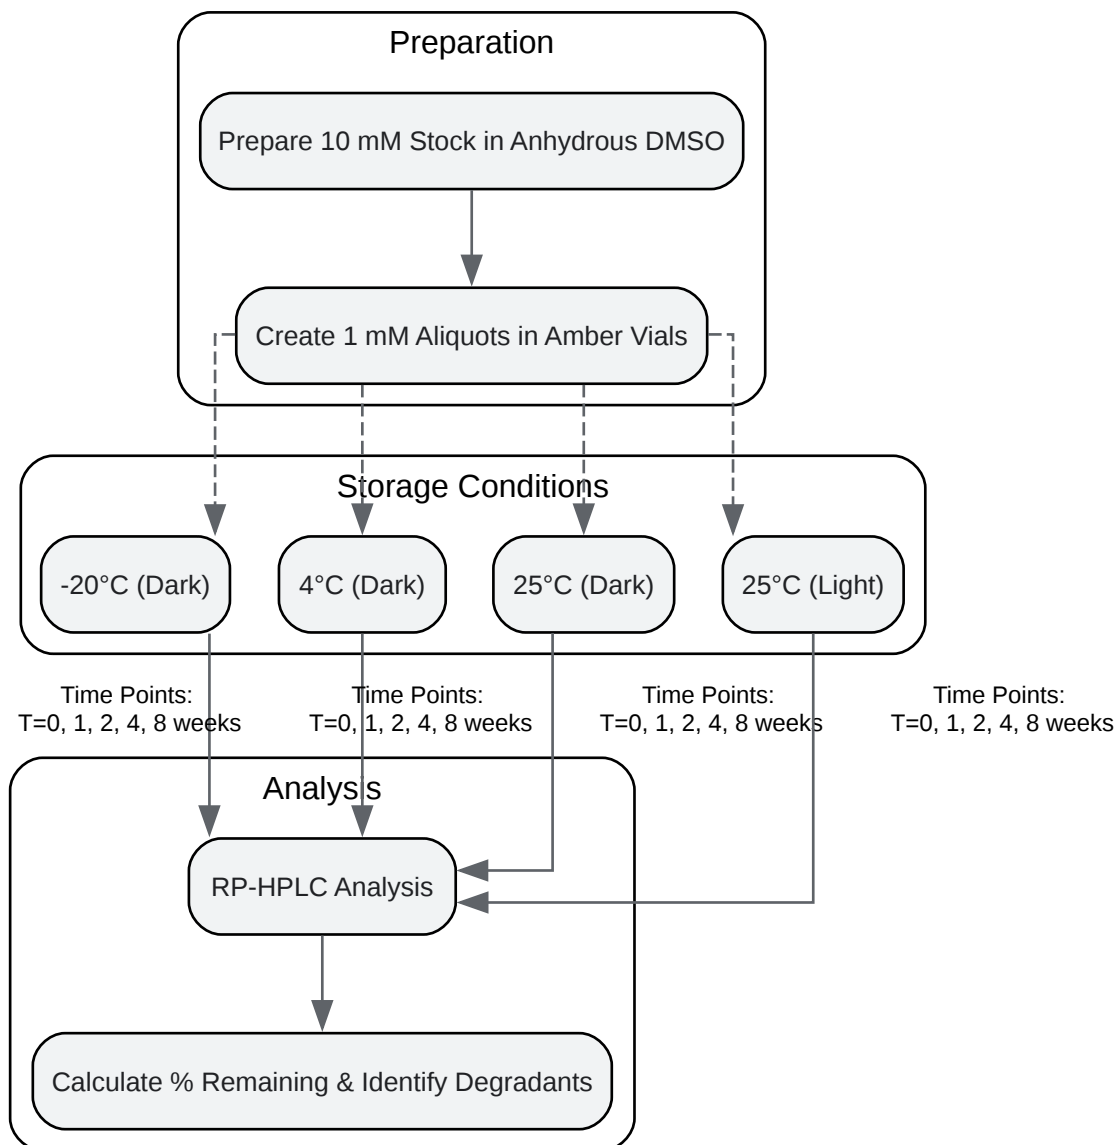 Preparation
Prepare 10 mM Stock in Anhydrous DMSO
Create 1 mM Aliquots in Amber Vials
Storage Conditions
-20°C (Dark)
4°C (Dark)
25°C (Dark)
25°C (Light)
Time Points:
T=0, 1, 2, 4, 8 weeks
Time Points:
T=0, 1, 2, 4, 8 weeks
Time Points:
T=0, 1, 2, 4, 8 weeks
Time Points:
T=0, 1, 2, 4, 8 weeks
Analysis
RP-HPLC Analysis
Calculate % Remaining & Identify Degradants